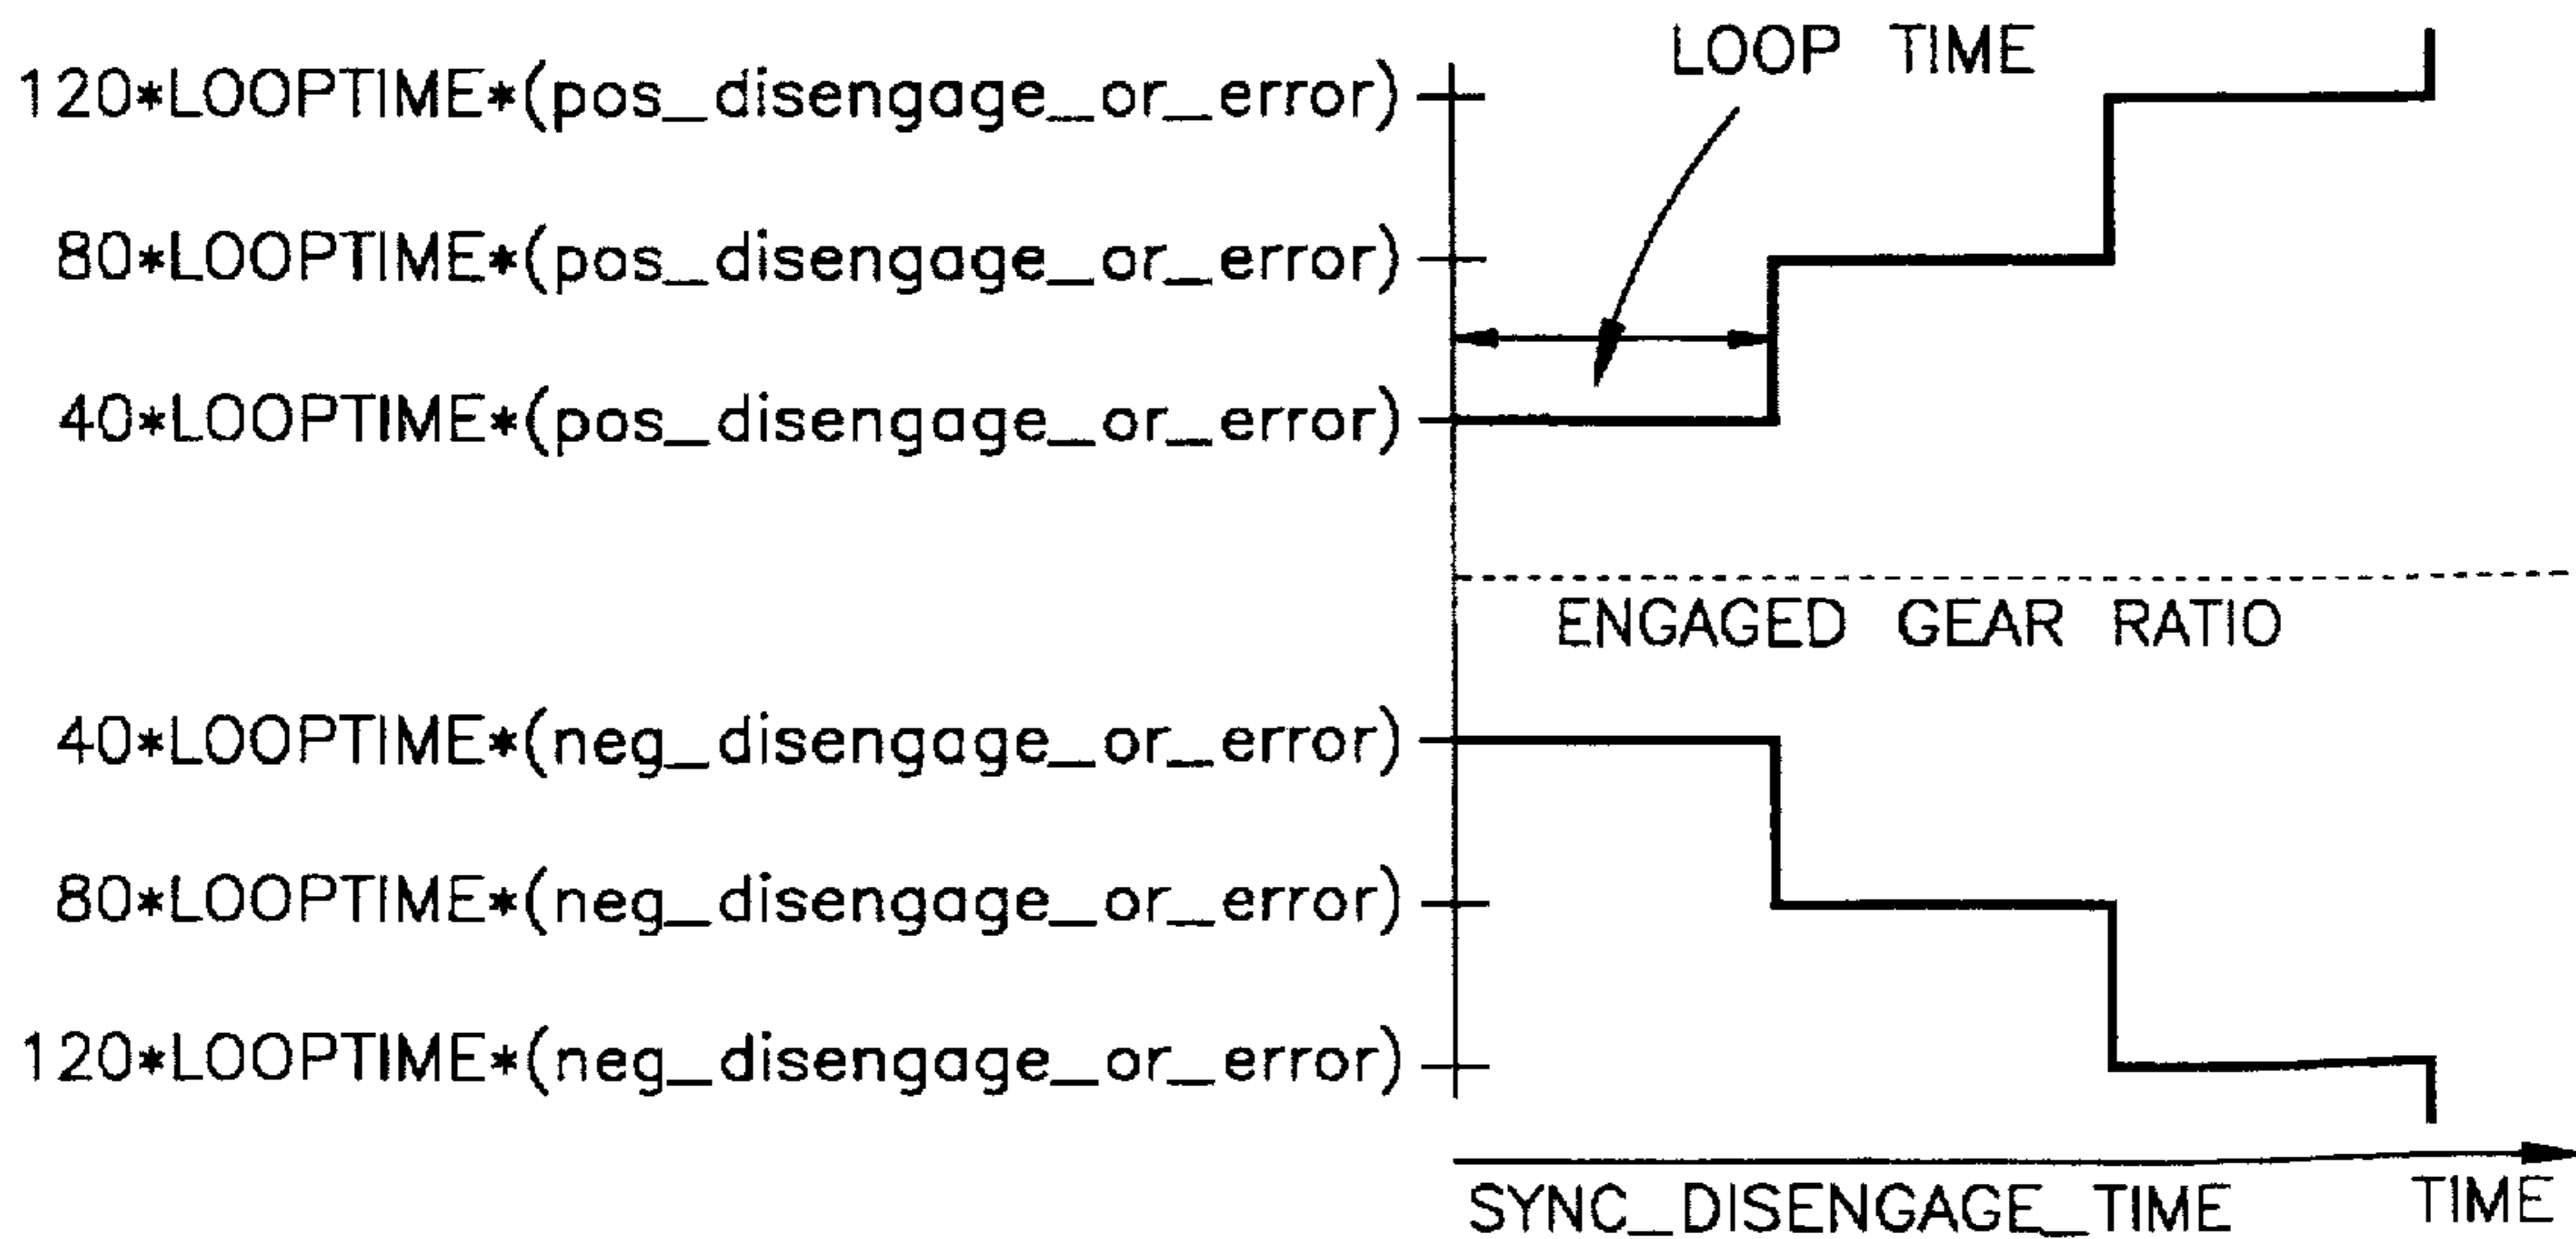 LOOP TIME
120*LOOPTIME*(pos_disengage_or_error)
80*LOOPTIME*(pos_disengage_or_error)
40*LOOPTIME*(pos_disengage_or_error)
ENGAGED GEAR RATIO
40*LOOPTIME*(neg_disengage_or_error)
80*LOOPTIME*(neg_disengage_or_error)
120*LOOPTIME*(neg_disengage_or_error)
SYNC_DISENGAGE_TIME TIME